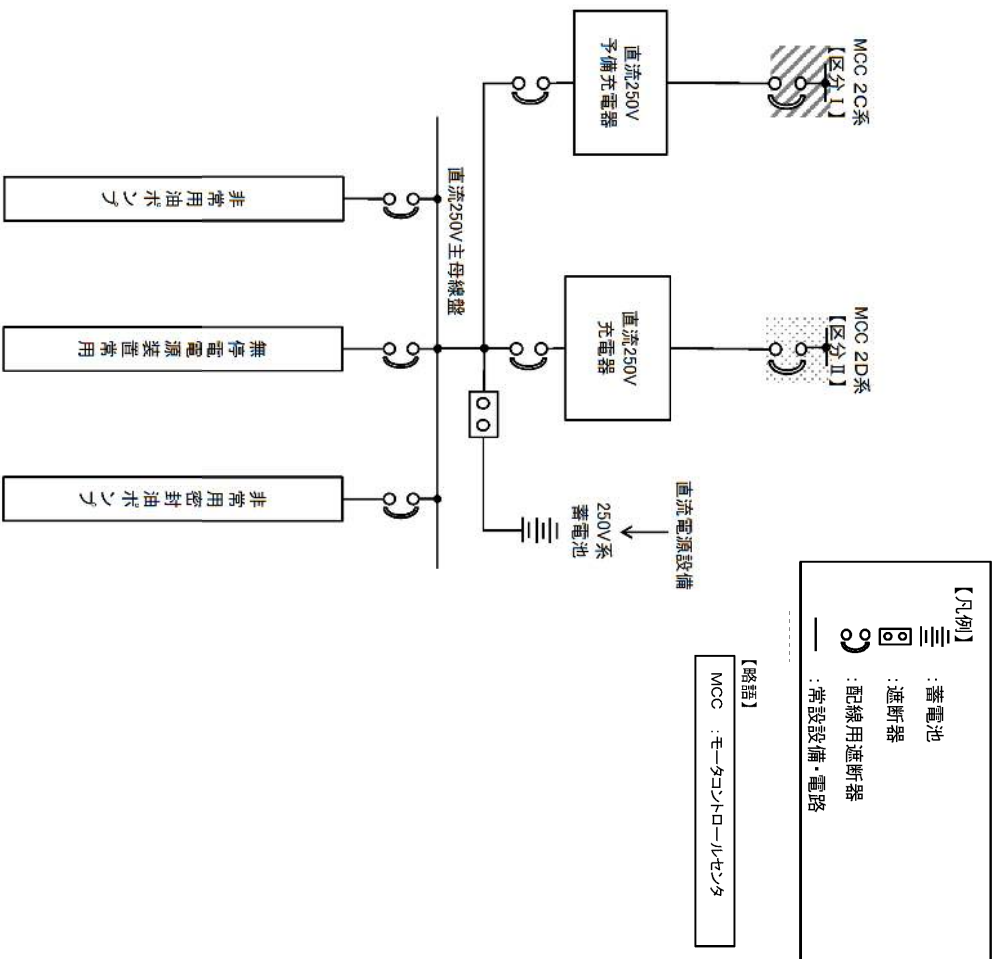 MCC 2C系
【区分Ⅰ】
MCC 2D系
【区分Ⅱ】
直流250V
予備充電器
直流250V
充電器
直流電源設備
250V系
蓄電池
直流250V主母線盤
非常用油ポンプ
無停電電源装置常用
非常用密封油ポンプ
【凡例】
:蓄電池
:遮断器
:配線用遮断器
:常設設備・電路
【略語】
MCC :モータコントロールセンタ